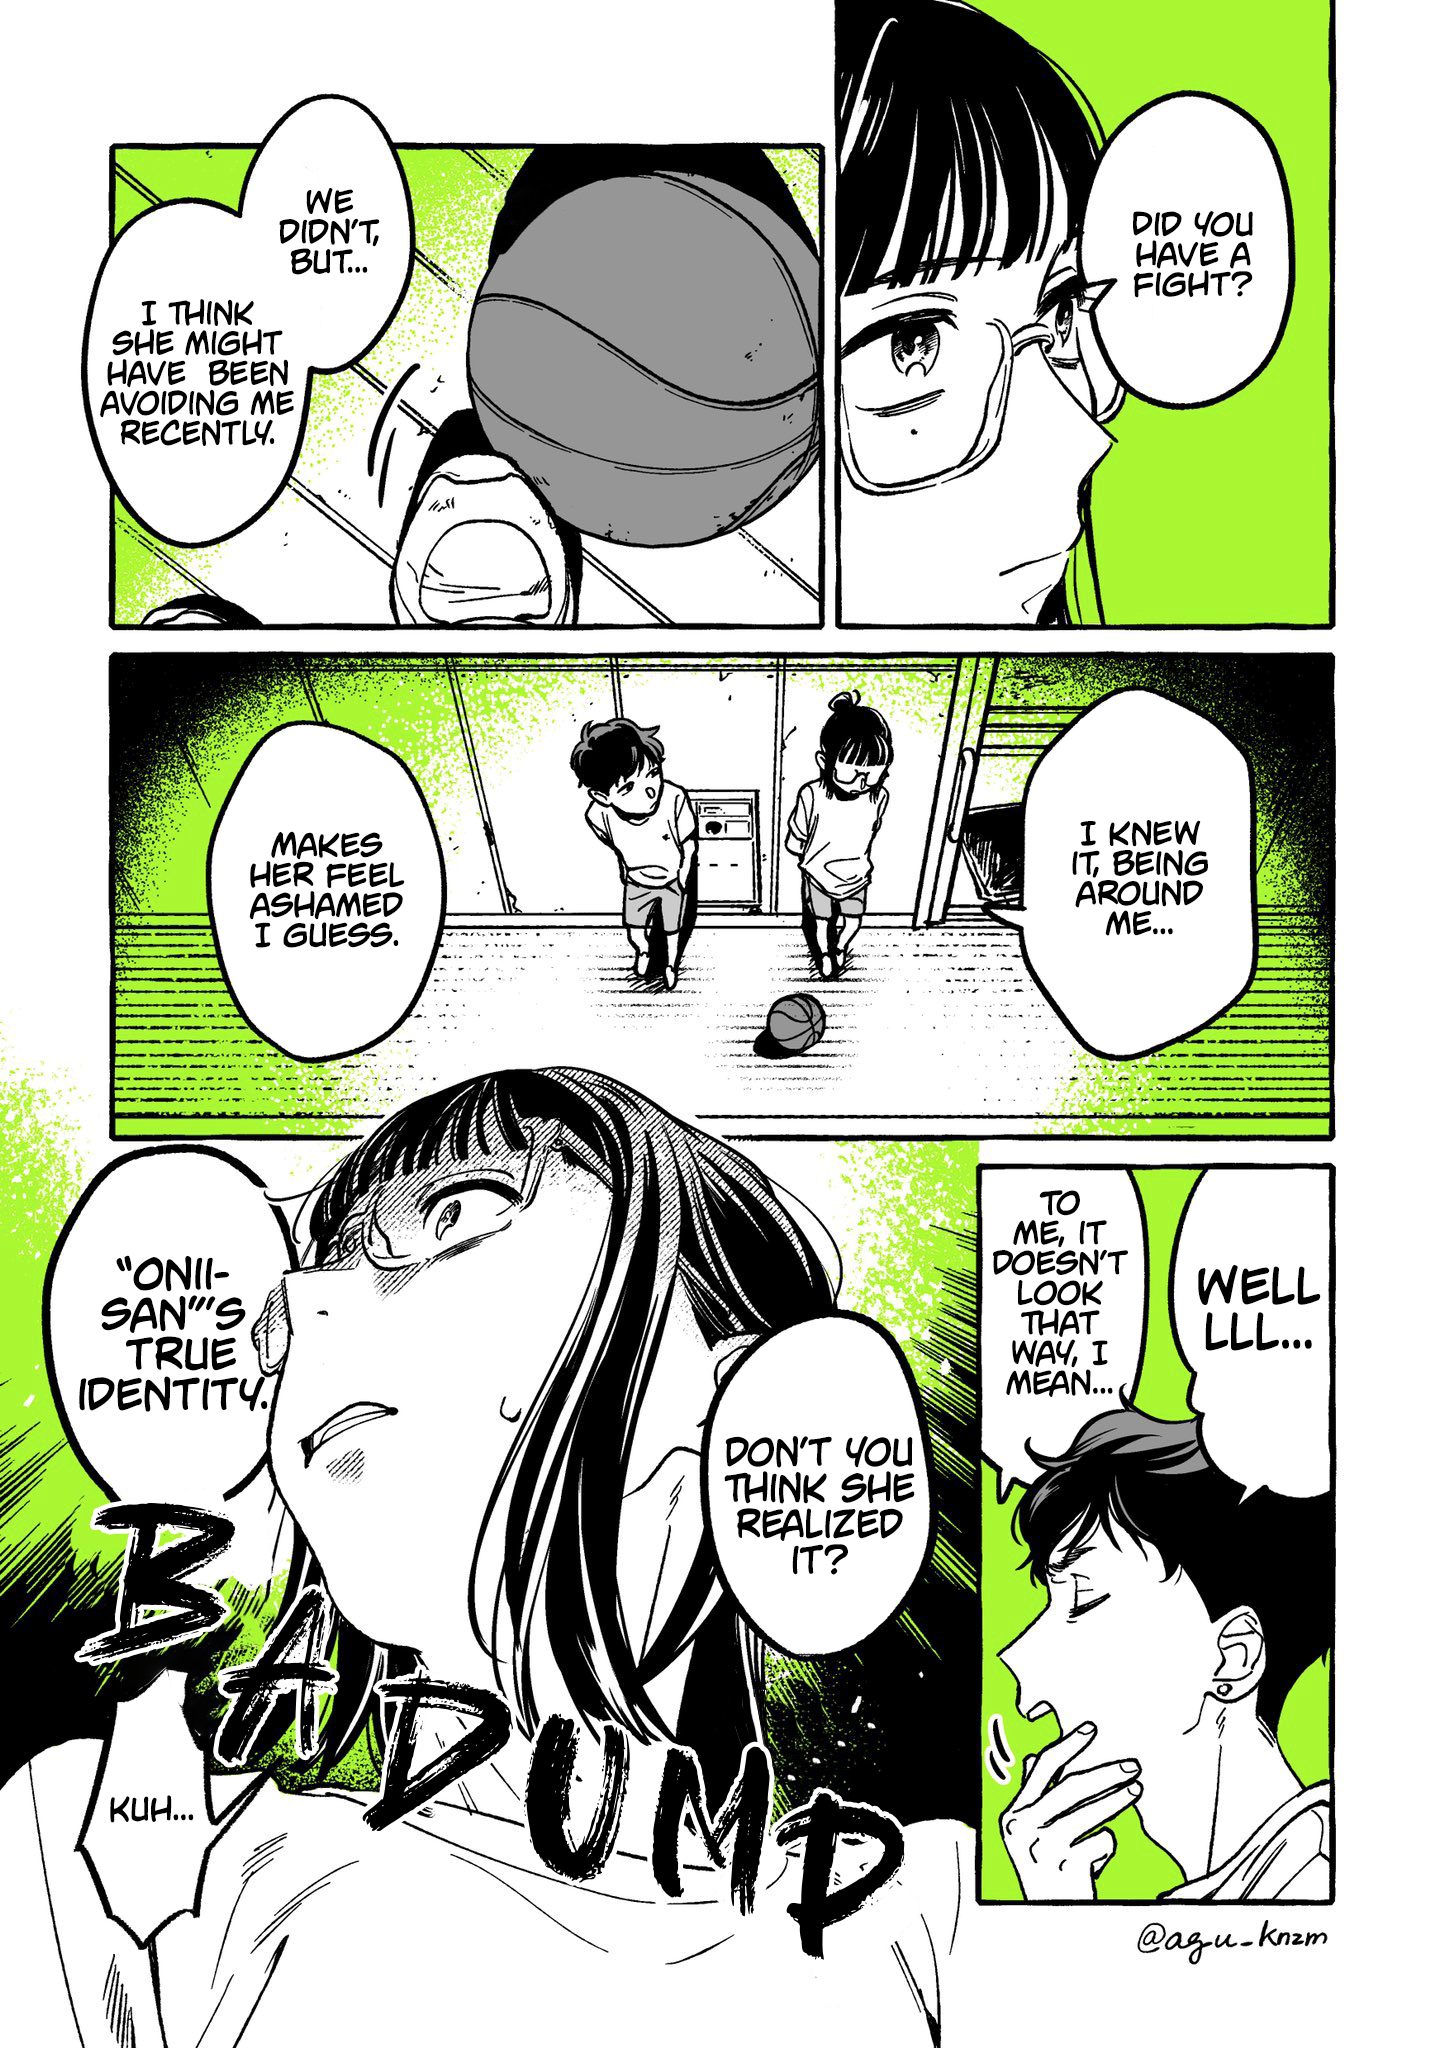 DID YOU
HAVE A
FIGHT?
WE
DIDN'T,
BUT...
I THINK
SHE MIGHT
HAVE BEEN
AVOIDING ME
RECENTLY.
I KNEW
IT, BEING
AROUND
ME...
MAKES
HER FEEL
ASHAMED
I GUESS.
WELL
LLL...
TO
ME, IT
DOESN'T
LOOK
THAT
WAY, I
MEAN...
DON'T YOU
THINK SHE
REALIZED
IT?
"ONII-
SAN"'S
TRUE
IDENTITY.
BADUMP
KUH...
@agu_knzm